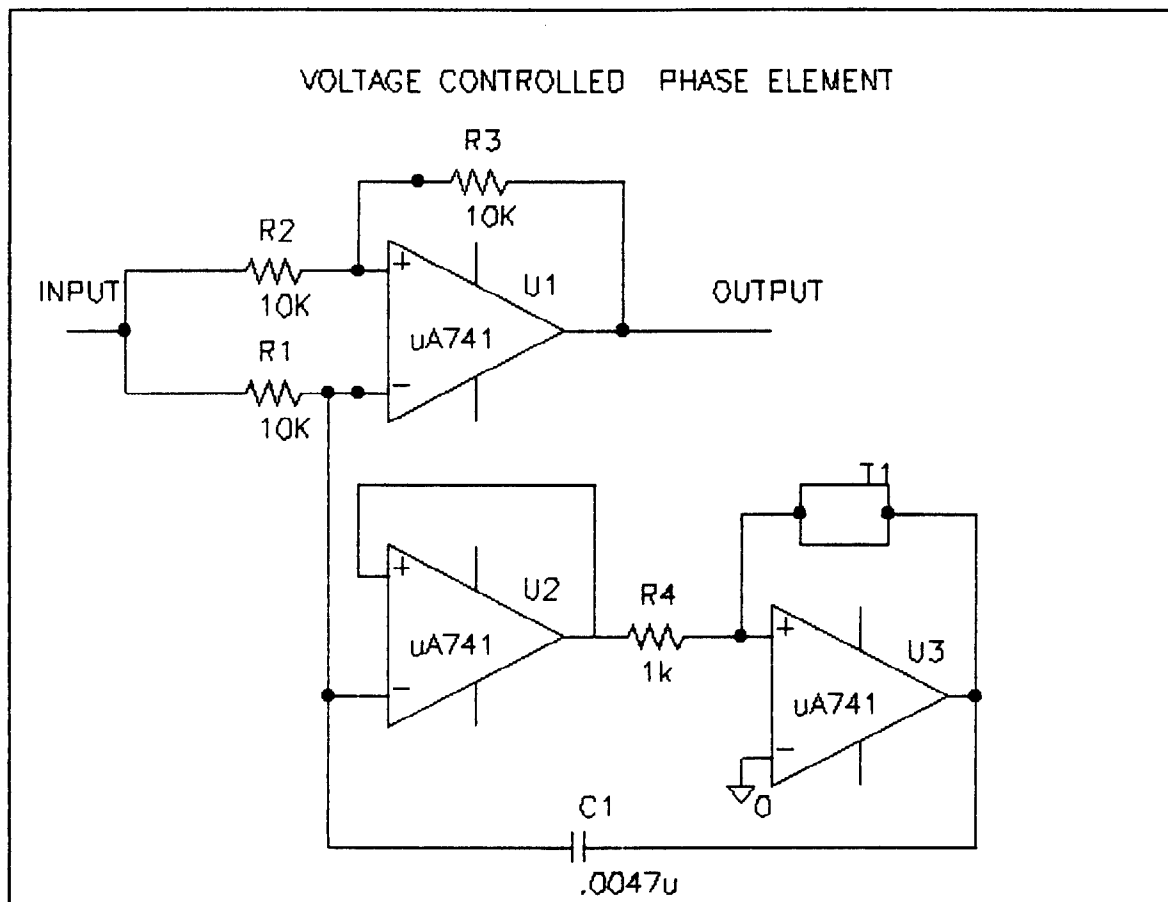 VOLTAGE CONTROLLED PHASE ELEMENT
R3
10K
R2
10K
INPUT
+
U1
OUTPUT
uA741
R1
10K
-
T1
+
U2
uA741
-
R4
1k
+
U3
uA741
-
0
C1
.0047u